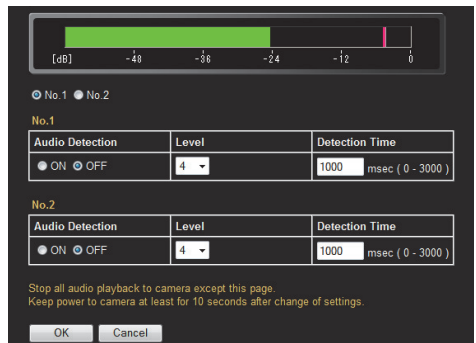 [dB] -48 -36 -24 -12 0
No.1 No.2
No.1
Audio Detection Level Detection Time
ON OFF 4 1000 msec ( 0 - 3000 )
No.2
Audio Detection Level Detection Time
ON OFF 4 1000 msec ( 0 - 3000 )
Stop all audio playback to camera except this page.
Keep power to camera at least for 10 seconds after change of settings.
OK Cancel